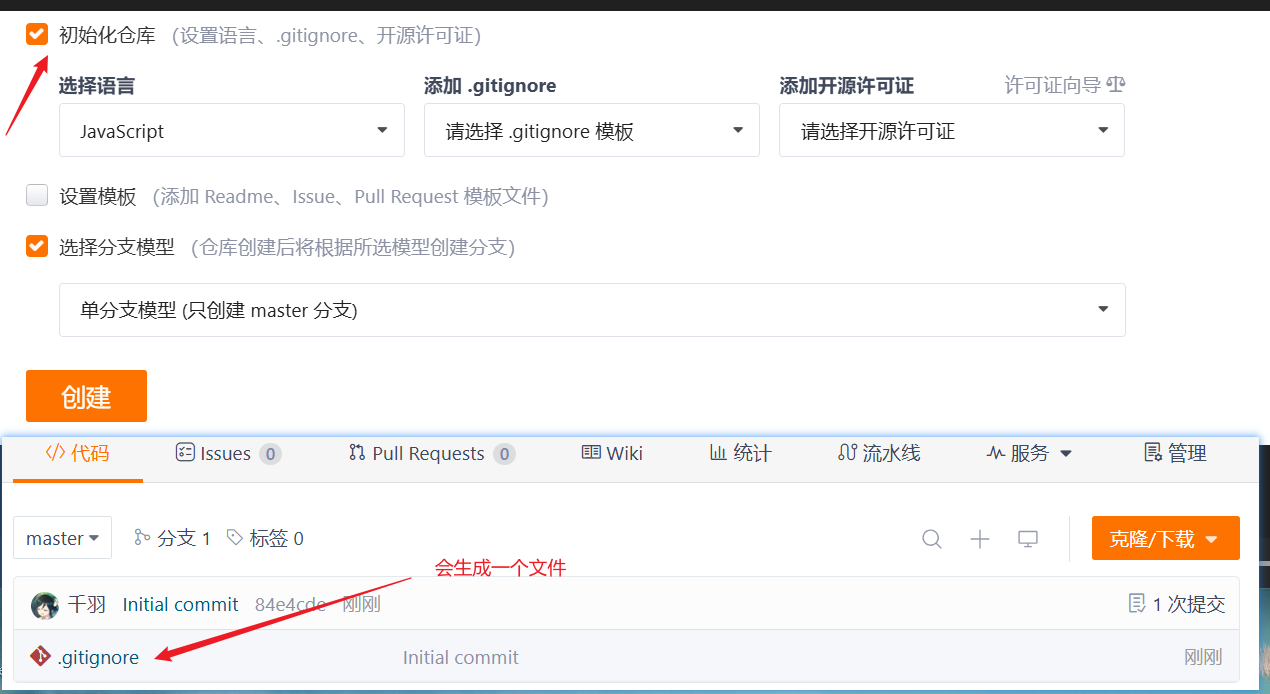 初始化仓库 (设置语言、.gitignore、开源许可证)
选择语言 添加 .gitignore 添加开源许可证 许可证向导
JavaScript 请选择 .gitignore 模板 请选择开源许可证
设置模板 (添加 Readme、Issue、Pull Request 模板文件)
选择分支模型 (仓库创建后将根据所选模型创建分支)
单分支模型 (只创建 master 分支)
创建
代码 Issues 0 Pull Requests 0 Wiki 统计 流水线 服务 管理
master 分支 1 标签 0 克隆/下载
会生成一个文件
千羽 Initial commit 84e4cde 刚刚 1 次提交
.gitignore Initial commit 刚刚